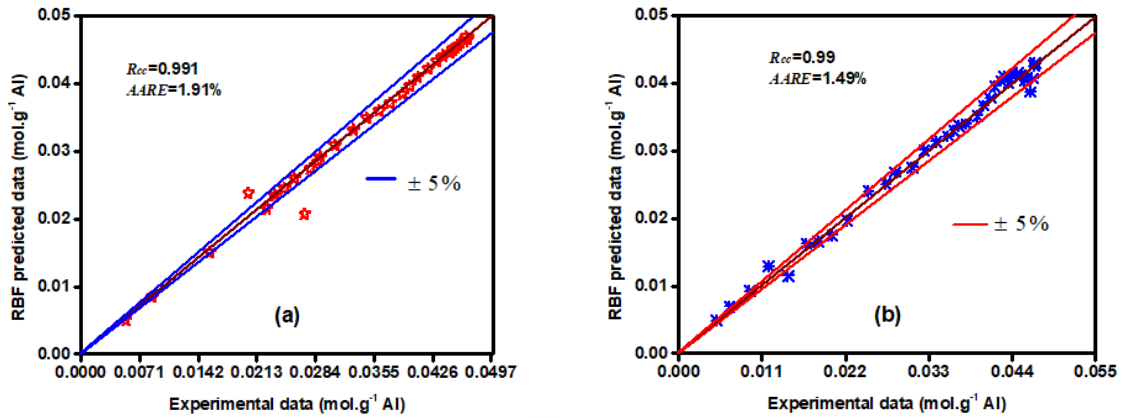 0.05
0.04
0.03
0.02
0.01
0.00
RBF predicted data (mol.g⁻¹ Al)
Rcc=0.991
AARE=1.91%
± 5%
(a)
0.0000 0.0071 0.0142 0.0213 0.0284 0.0355 0.0426 0.0497
Experimental data (mol.g⁻¹ Al)
0.05
0.04
0.03
0.02
0.01
0.00
RBF predicted data (mol.g⁻¹ Al)
Rcc=0.99
AARE=1.49%
± 5%
(b)
0.000 0.011 0.022 0.033 0.044 0.055
Experimental data (mol.g⁻¹ Al)